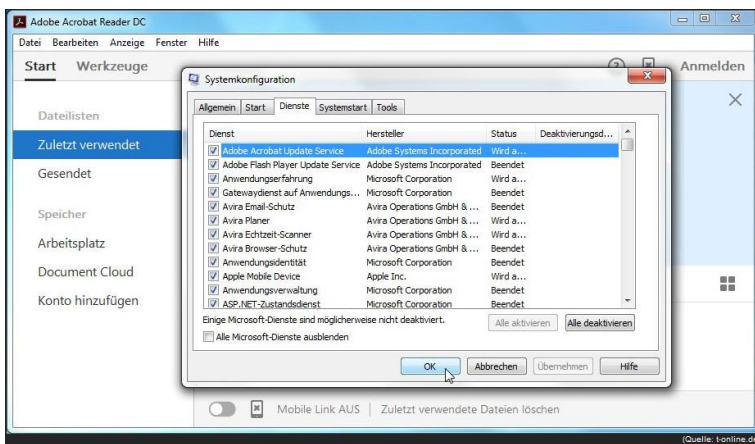 Adobe Acrobat Reader DC
Datei Bearbeiten Anzeige Fenster Hilfe
Start Werkzeuge
Anmelden
Dateilisten
Zuletzt verwendet
Gesendet
Speicher
Arbeitsplatz
Document Cloud
Konto hinzufügen
Systemkonfiguration
Allgemein Start Dienste Systemstart Tools
Dienst Hersteller Status Deaktivierungsd...
Adobe Acrobat Update Service Adobe Systems Incorporated Wird a...
Adobe Flash Player Update Service Adobe Systems Incorporated Beendet
Anwendungserfahrung Microsoft Corporation Wird a...
Gatewaydienst auf Anwendungs... Microsoft Corporation Beendet
Avira Email-Schutz Avira Operations GmbH & ... Beendet
Avira Planer Avira Operations GmbH & ... Wird a...
Avira Echtzeit-Scanner Avira Operations GmbH & ... Wird a...
Avira Browser-Schutz Avira Operations GmbH & ... Beendet
Anwendungsidentität Microsoft Corporation Beendet
Apple Mobile Device Apple Inc. Wird a...
Anwendungsverwaltung Microsoft Corporation Beendet
ASP.NET-Zustandsdienst Microsoft Corporation Beendet
Einige Microsoft-Dienste sind möglicherweise nicht deaktiviert.
Alle aktivieren Alle deaktivieren
Alle Microsoft-Dienste ausblenden
OK Abbrechen Übernehmen Hilfe
Mobile Link AUS | Zuletzt verwendete Dateien löschen
(Quelle: t-online.d